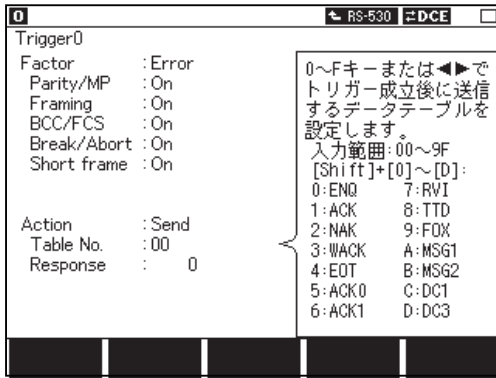 0 RS-530 ⇄DCE
Trigger0
Factor :Error
Parity/MP :On
Framing :On
BCC/FCS :On
Break/Abort :On
Short frame :On
Action :Send
Table No. :00
Response : 0
0～Fキーまたは◀▶で
トリガー成立後に送信
するデータテーブルを
設定します。
入力範囲:00～9F
[Shift]+[0]～[D]:
0:ENQ 7:RVI
1:ACK 8:TTD
2:NAK 9:FOX
3:WACK A:MSG1
4:EOT B:MSG2
5:ACK0 C:DC1
6:ACK1 D:DC3